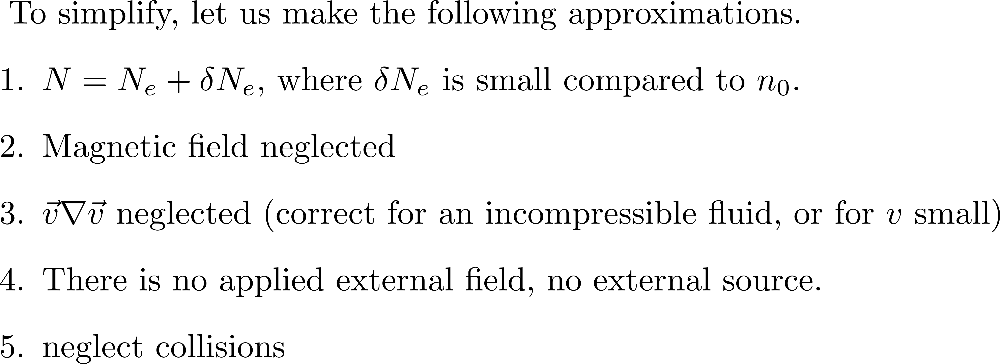 To simplify, let us make the following approximations.
1. $N = N_e + \delta N_e$, where $\delta N_e$ is small compared to $n_0$.
2. Magnetic field neglected
3. $\vec{v} \nabla \vec{v}$ neglected (correct for an incompressible fluid, or for $v$ small)
4. There is no applied external field, no external source.
5. neglect collisions